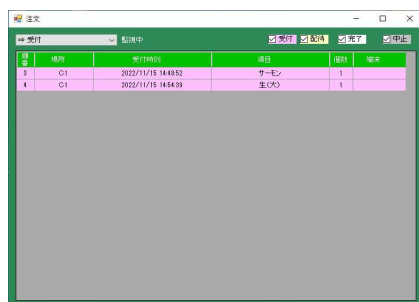 注文
⇒ 受付 監視中 受付 配待 完了 中止
順番 場所 受付時刻 項目 個数 端末
3 C1 2022/11/15 14:48:52 サーモン 1
4 C1 2022/11/15 14:54:39 生(大) 1